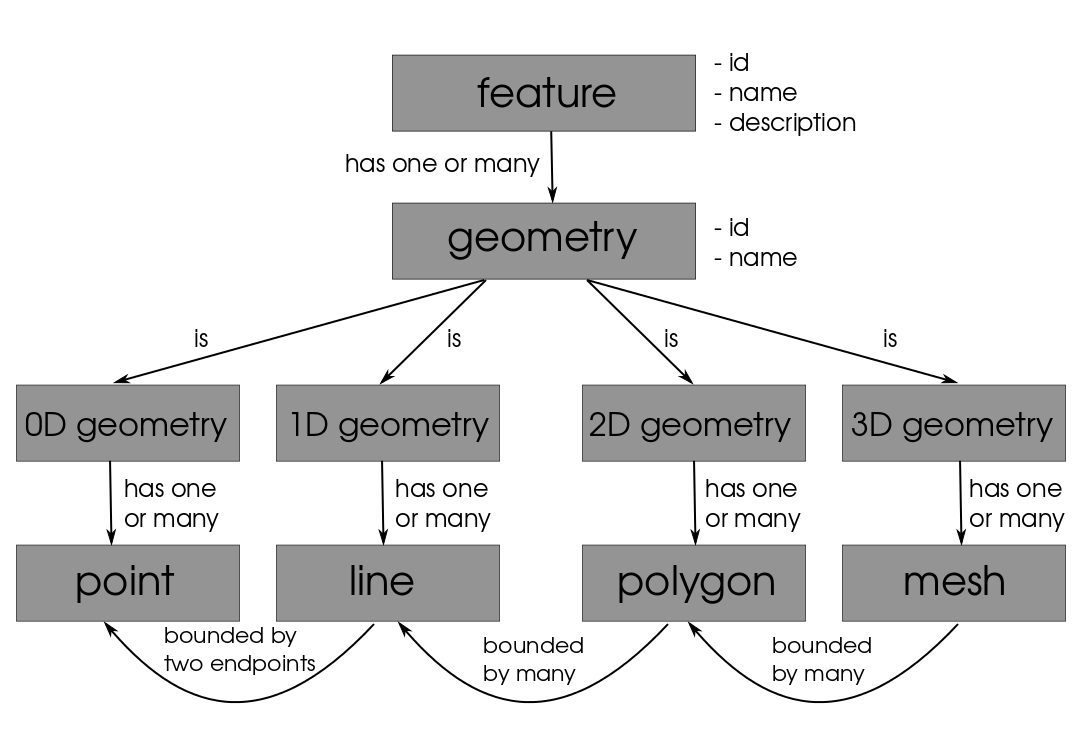 feature
- id
- name
- description
has one or many
geometry
- id
- name
is
is
is
is
0D geometry
1D geometry
2D geometry
3D geometry
has one
or many
has one
or many
has one
or many
has one
or many
point
line
polygon
mesh
bounded by
two endpoints
bounded
by many
bounded
by many